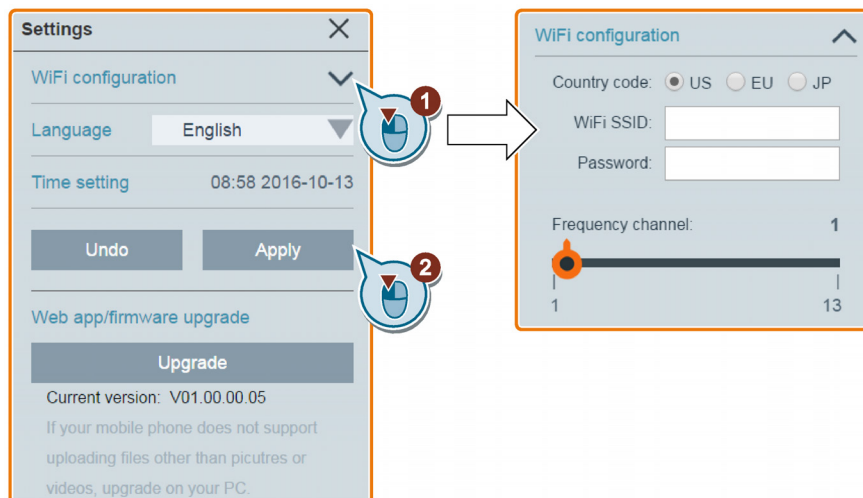 Settings
WiFi configuration
1
Language English
Time setting 08:58 2016-10-13
Undo Apply
2
Web app/firmware upgrade
Upgrade
Current version: V01.00.00.05
If your mobile phone does not support
uploading files other than picutres or
videos, upgrade on your PC.
WiFi configuration
Country code: US EU JP
WiFi SSID:
Password:
Frequency channel: 1
1 13